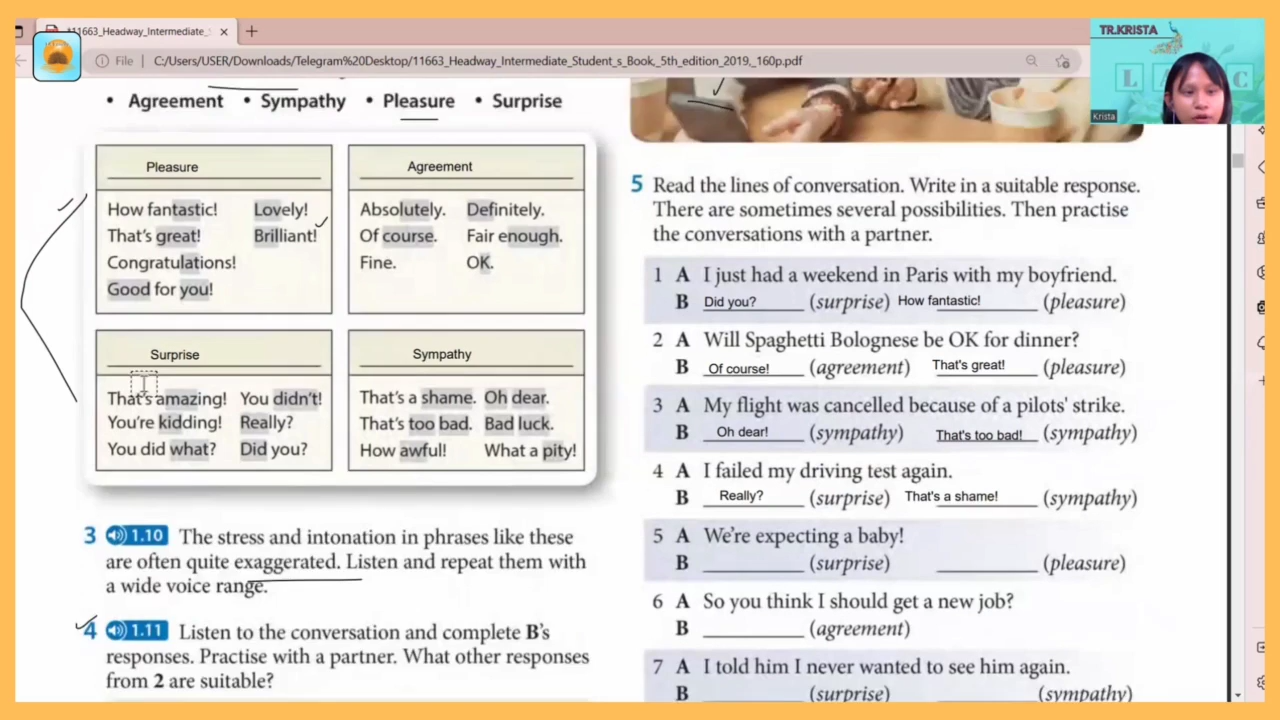 *11663_Headway_Intermediate_
File C:/Users/USER/Downloads/Telegram%20Desktop/11663_Headway_Intermediate_Student_s_Book,_5th_edition_2019,_160p.pdf
TR.KRISTA
L
C
Krista
• Agreement • Sympathy • Pleasure • Surprise
Pleasure
How fantastic! Lovely!
That's great! Brilliant!
Congratulations!
Good for you!
Agreement
Absolutely. Definitely.
Of course. Fair enough.
Fine. OK.
Surprise
That's amazing! You didn't!
You're kidding! Really?
You did what? Did you?
Sympathy
That's a shame. Oh dear.
That's too bad. Bad luck.
How awful! What a pity!
3 1.10 The stress and intonation in phrases like these
are often quite exaggerated. Listen and repeat them with
a wide voice range.
4 1.11 Listen to the conversation and complete B's
responses. Practise with a partner. What other responses
from 2 are suitable?
5 Read the lines of conversation. Write in a suitable response.
There are sometimes several possibilities. Then practise
the conversations with a partner.
1 A I just had a weekend in Paris with my boyfriend.
B Did you? (surprise) How fantastic! (pleasure)
2 A Will Spaghetti Bolognese be OK for dinner?
B Of course! (agreement) That's great! (pleasure)
3 A My flight was cancelled because of a pilots' strike.
B Oh dear! (sympathy) That's too bad! (sympathy)
4 A I failed my driving test again.
B Really? (surprise) That's a shame! (sympathy)
5 A We're expecting a baby!
B (surprise) (pleasure)
6 A So you think I should get a new job?
B (agreement)
7 A I told him I never wanted to see him again.
B (surprise) (sympathy)